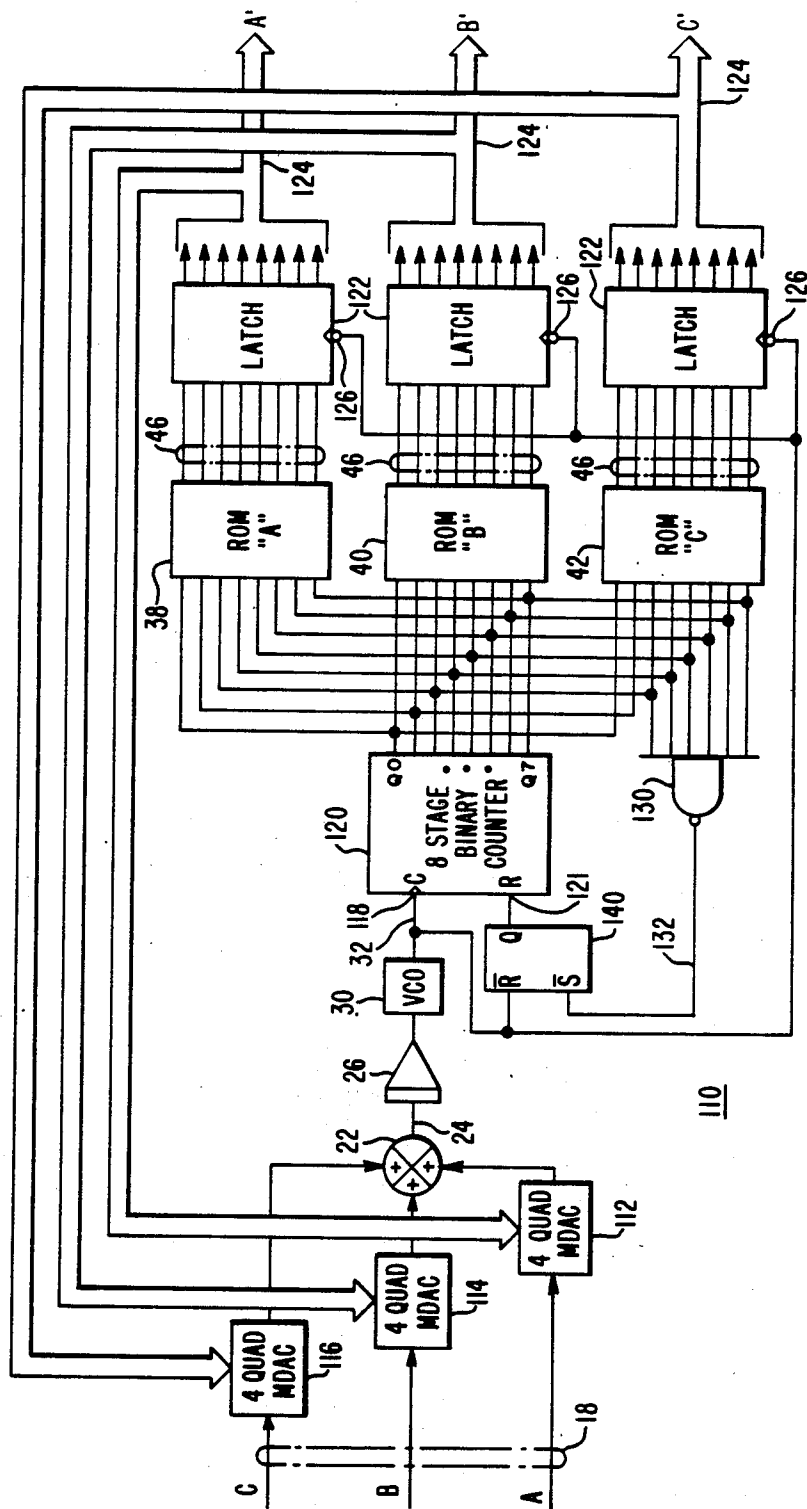 C
B
A
18
4 QUAD
MDAC
116
4 QUAD
MDAC
114
4 QUAD
MDAC
112
22
+
+
+
24
26
30
VCO
32
118
110
120
C
R
8 STAGE
BINARY
COUNTER
Q0
Q7
121
R
S
Q
140
132
130
38
ROM
"A"
46
LATCH
122
126
124
A'
40
ROM
"B"
46
LATCH
122
126
124
B'
42
ROM
"C"
46
LATCH
122
126
124
C'